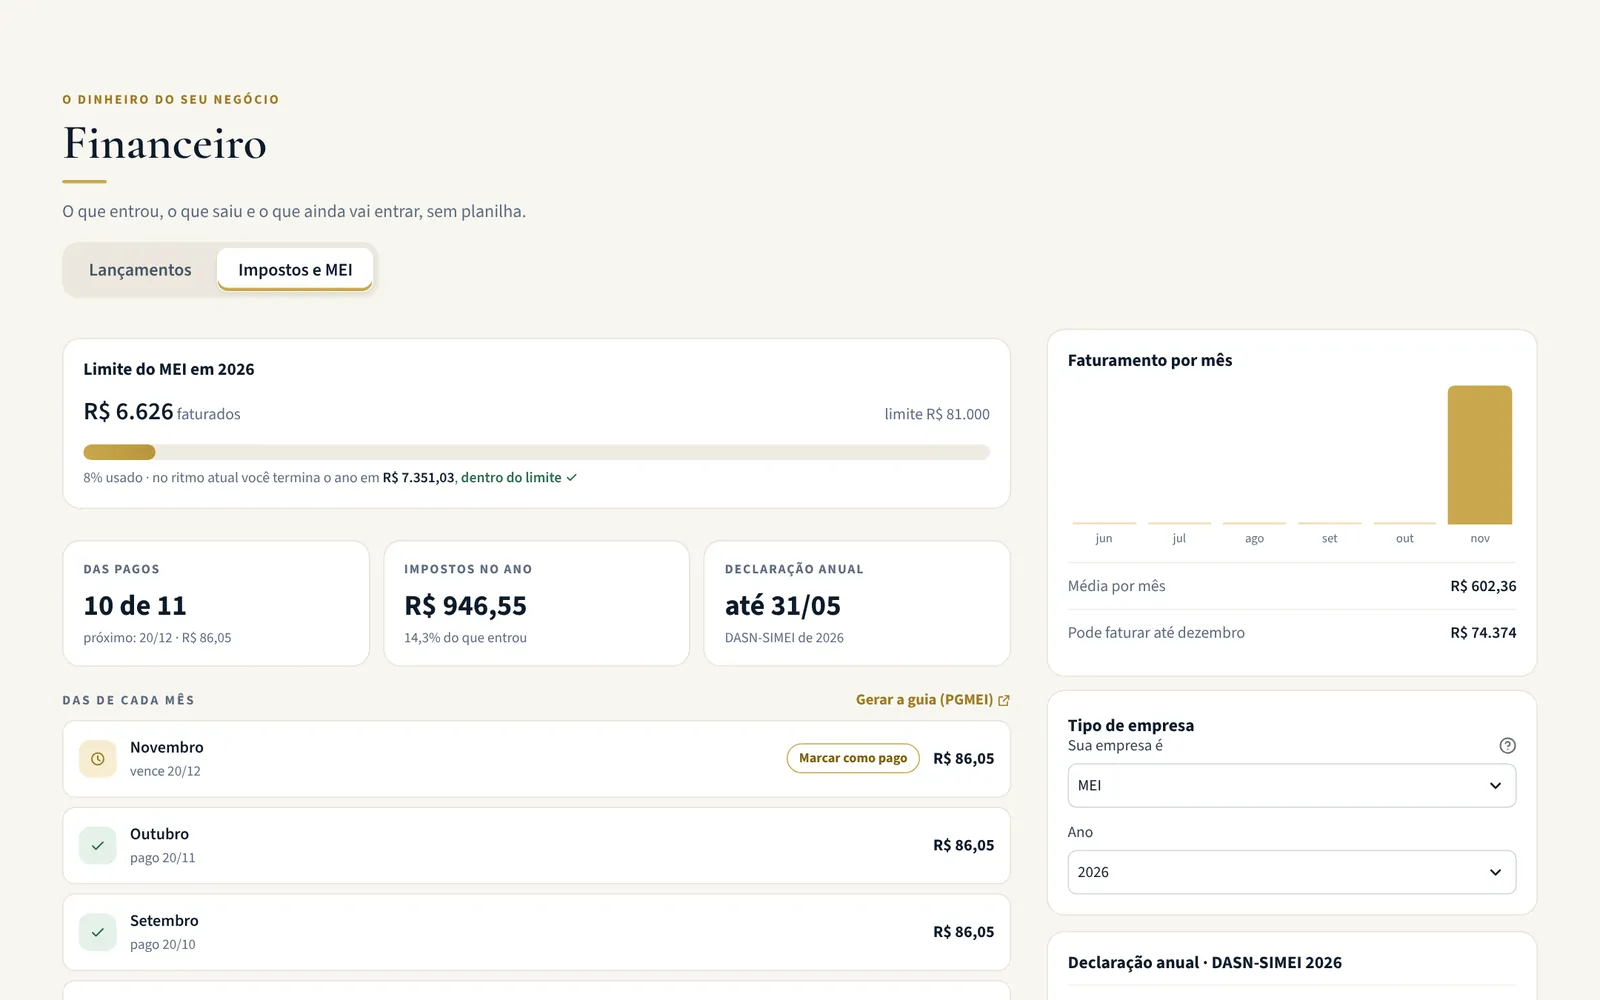 O DINHEIRO DO SEU NEGÓCIO
Financeiro
O que entrou, o que saiu e o que ainda vai entrar, sem planilha.
Lançamentos
Impostos e MEI
Limite do MEI em 2026
R$ 6.626 faturados
limite R$ 81.000
8% usado · no ritmo atual você termina o ano em R$ 7.351,03, dentro do limite ✓
DAS PAGOS
10 de 11
próximo: 20/12 · R$ 86,05
IMPOSTOS NO ANO
R$ 946,55
14,3% do que entrou
DECLARAÇÃO ANUAL
até 31/05
DASN-SIMEI de 2026
DAS DE CADA MÊS
Gerar a guia (PGMEI)
Novembro
vence 20/12
Marcar como pago
R$ 86,05
Outubro
pago 20/11
R$ 86,05
Setembro
pago 20/10
R$ 86,05
Faturamento por mês
jun jul ago set out nov
Média por mês
R$ 602,36
Pode faturar até dezembro
R$ 74.374
Tipo de empresa
Sua empresa é
MEI
Ano
2026
Declaração anual · DASN-SIMEI 2026